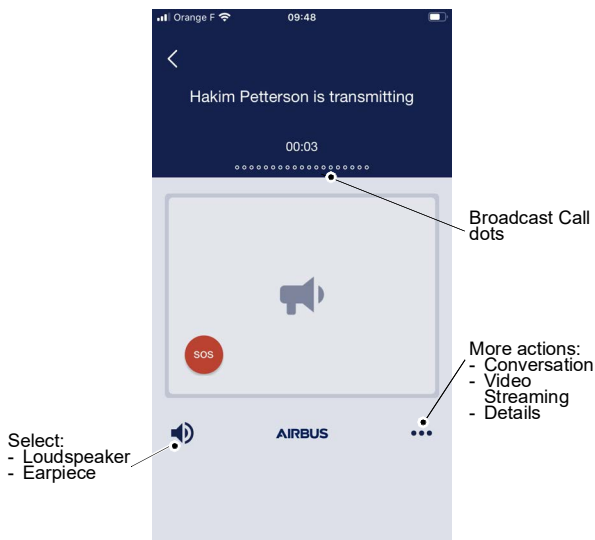 Orange F
09:48
Hakim Petterson is transmitting
00:03
Broadcast Call
dots
SOS
More actions:
- Conversation
- Video
Streaming
- Details
AIRBUS
Select:
- Loudspeaker
- Earpiece